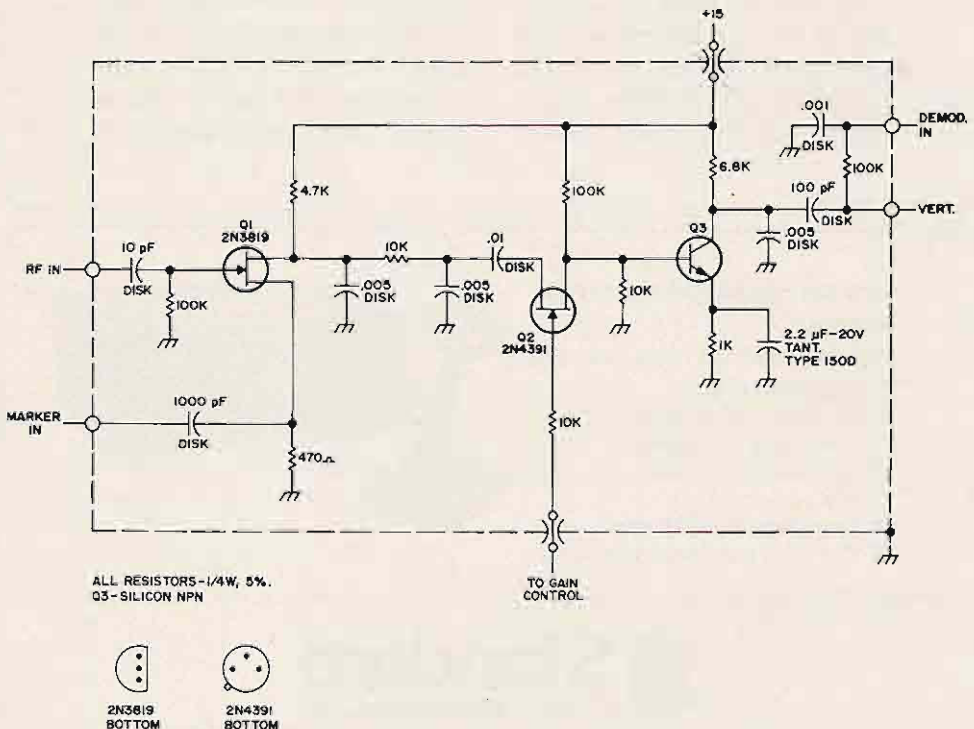 +15
.001
DISK
DEMOD.
IN
6.8K
100K
4.7K
100K
100 pF
DISK
VERT.
Q1
2N3819
10 pF
DISK
RF IN
100K
10K
.005
DISK
.005
DISK
.01
DISK
Q3
.005
DISK
10K
Q2
2N4391
1K
2.2 µF-20V
TANT.
TYPE 150D
MARKER
IN
1000 pF
DISK
10K
470Ω
ALL RESISTORS-1/4W, 5%.
Q3-SILICON NPN
TO GAIN
CONTROL
2N3819
BOTTOM
2N4391
BOTTOM